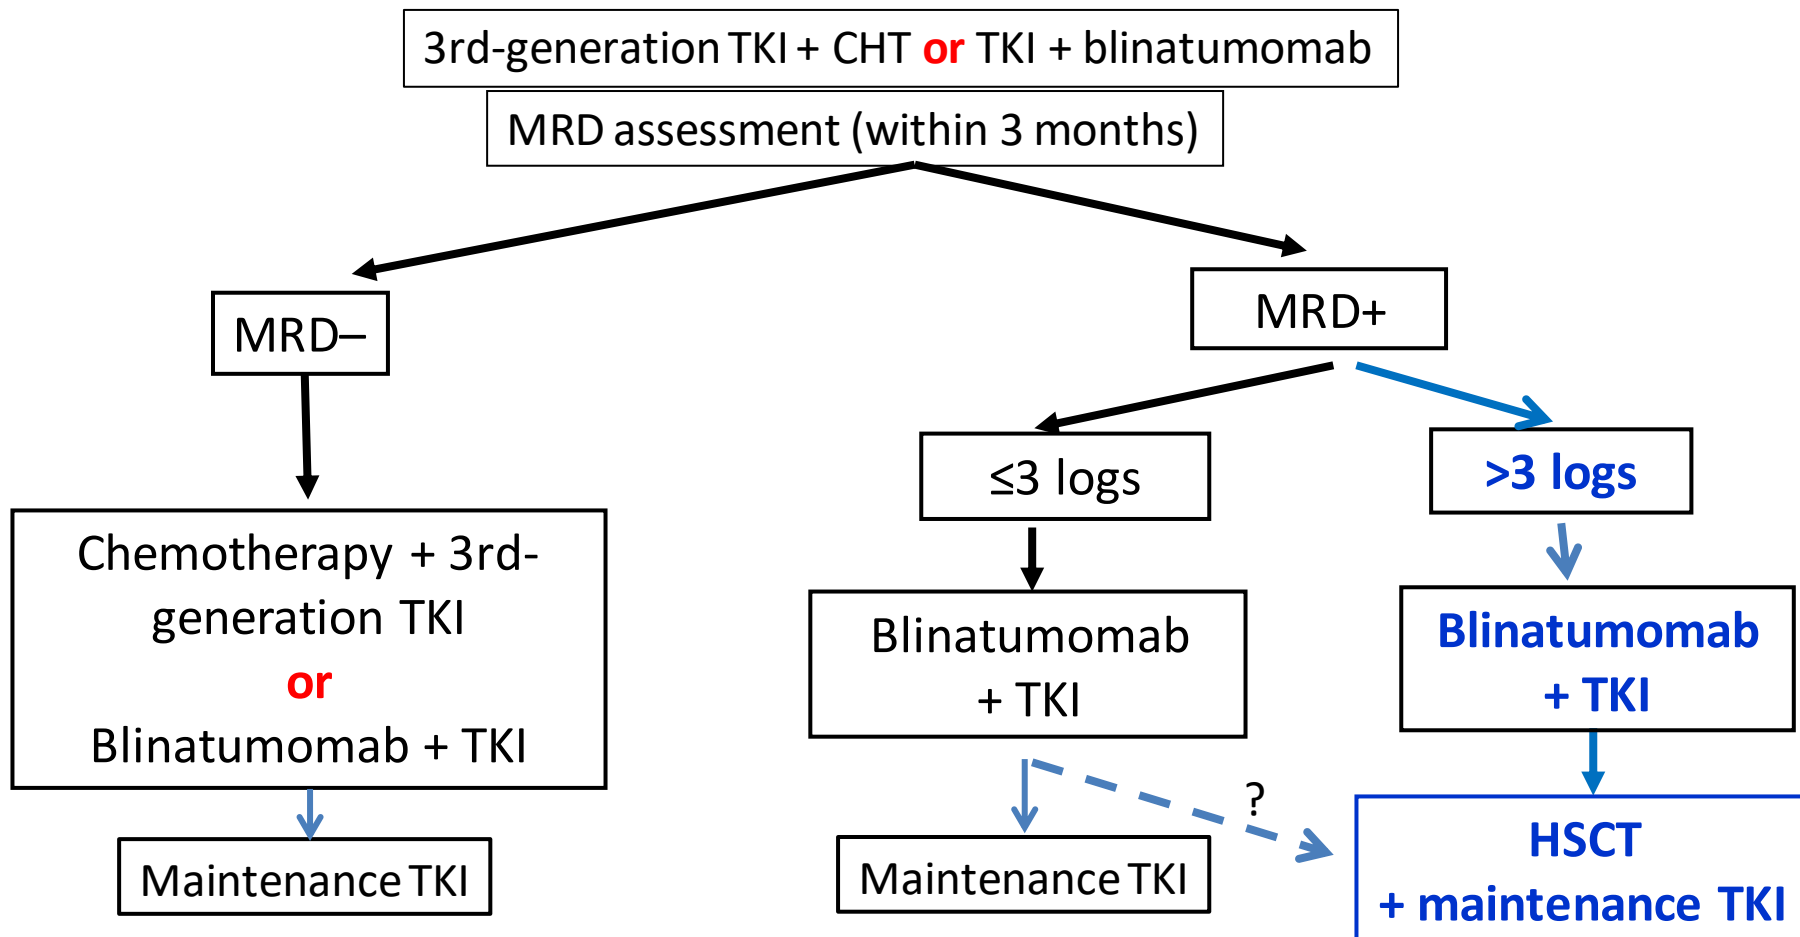 3rd-generation TKI + CHT or TKI + blinatumomab
MRD assessment (within 3 months)
MRD–
MRD+
≤3 logs
>3 logs
Chemotherapy + 3rd-
generation TKI
or
Blinatumomab + TKI
Blinatumomab
+ TKI
Blinatumomab
+ TKI
?
Maintenance TKI
Maintenance TKI
HSCT
+ maintenance TKI